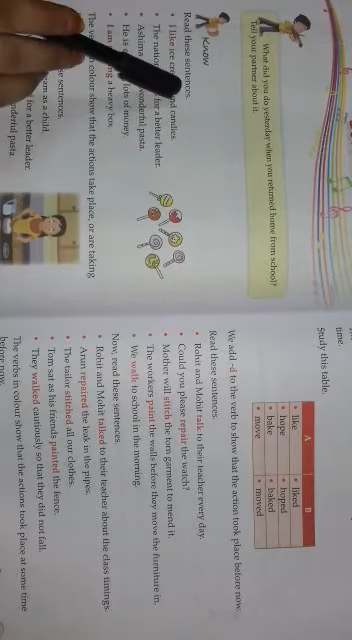 What did you do yesterday when you returned home from school?
Tell your partner about it.
Know
Read these sentences.
• I like ice and candies.
• The for a better leader.
• Ashima wonderful pasta.
• He is lots of money.
• I am a heavy box.
The in colour show that the actions take place, or are taking
sentences.
as a child.
for a better leader.
wonderful pasta.
time.
Study this table.
A B
• like • liked
• hope • hoped
• bake • baked
• move • moved
We add -d to the verb to show that the action took place before now.
Read these sentences.
• Rohit and Mohit talk to their teacher every day.
• Could you please repair the watch?
• Mother will stitch the torn garment to mend it.
• The workers paint the walls before they move the furniture in.
• We walk to school in the morning.
Now, read these sentences.
• Rohit and Mohit talked to their teacher about the class timings.
• Arun repaired the leak in the pipes.
• The tailor stitched all our clothes.
• Tom sat as his friends painted the fence.
• They walked cautiously so that they did not fall.
The verbs in colour show that the actions took place at some time
before now.